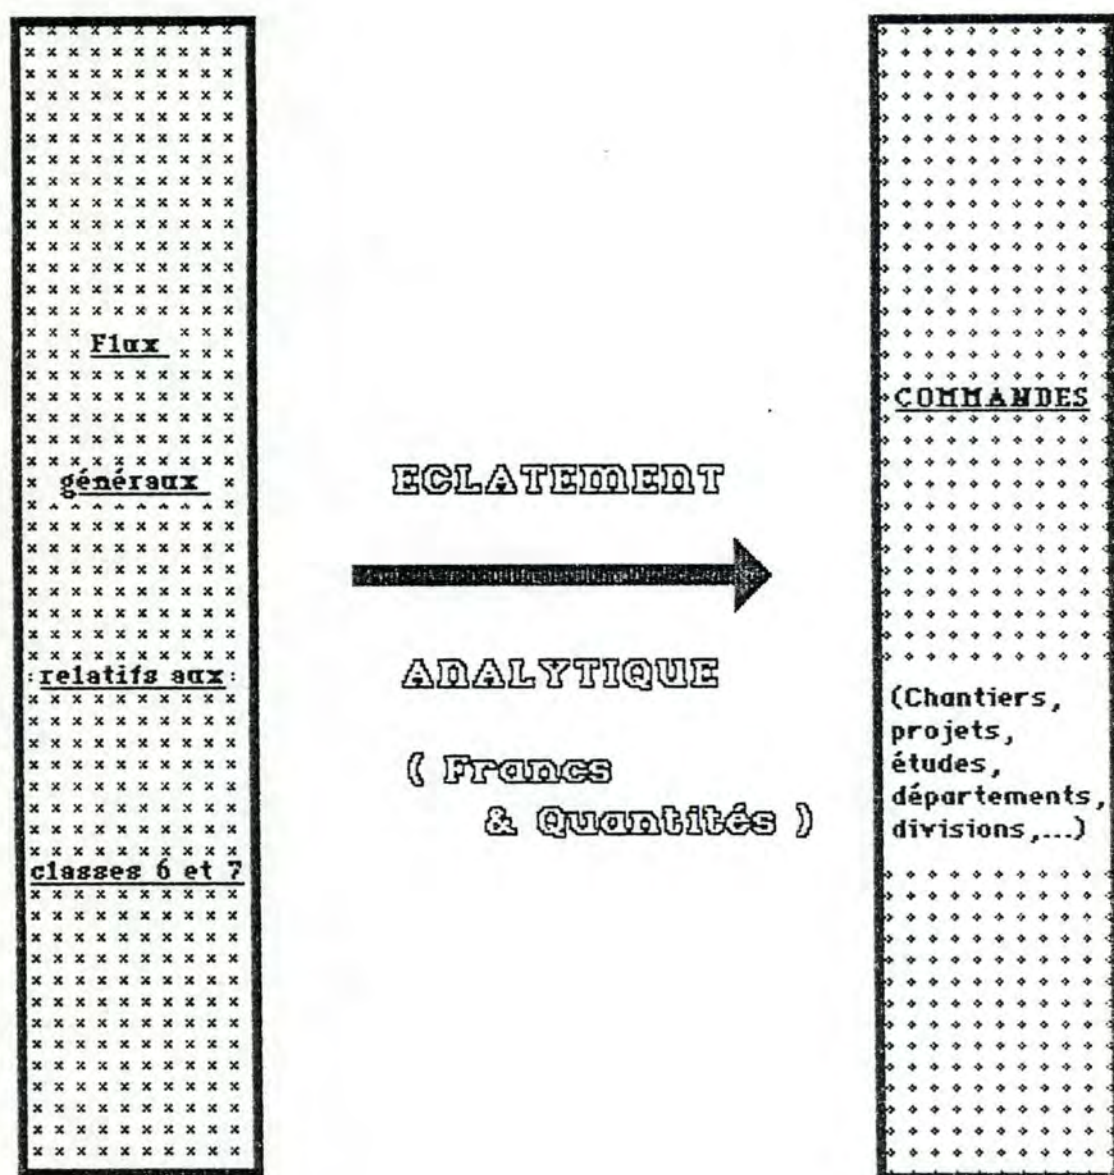 Flux
généraux
relatifs aux
classes 6 et 7
ECLATEMENT
ANALYTIQUE
( Francs
& Quantités )
COMMANDES
(Chantiers,
projets,
études,
départements,
divisions,...)